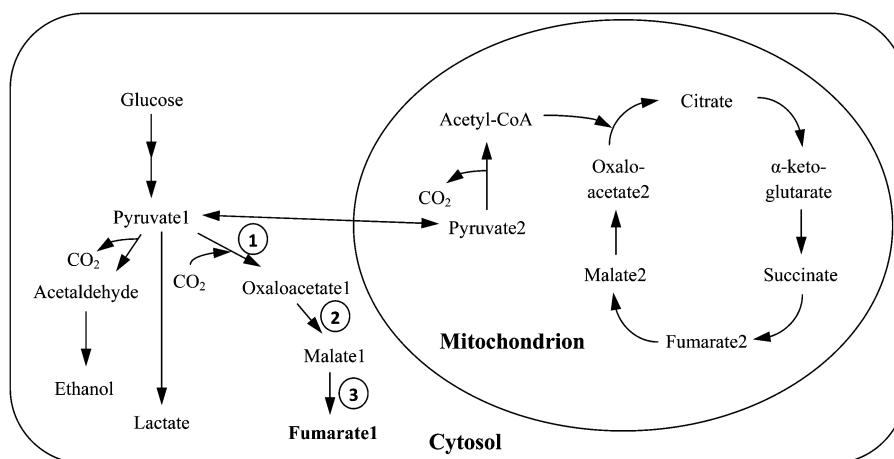 Glucose
Pyruvate1
CO₂
Acetaldehyde
Ethanol
Lactate
CO₂
1
Oxaloacetate1
2
Malate1
3
Fumarate1
Cytosol
Acetyl-CoA
CO₂
Pyruvate2
Citrate
Oxalo-
acetate2
α-keto-
glutarate
Malate2
Succinate
Fumarate2
Mitochondrion